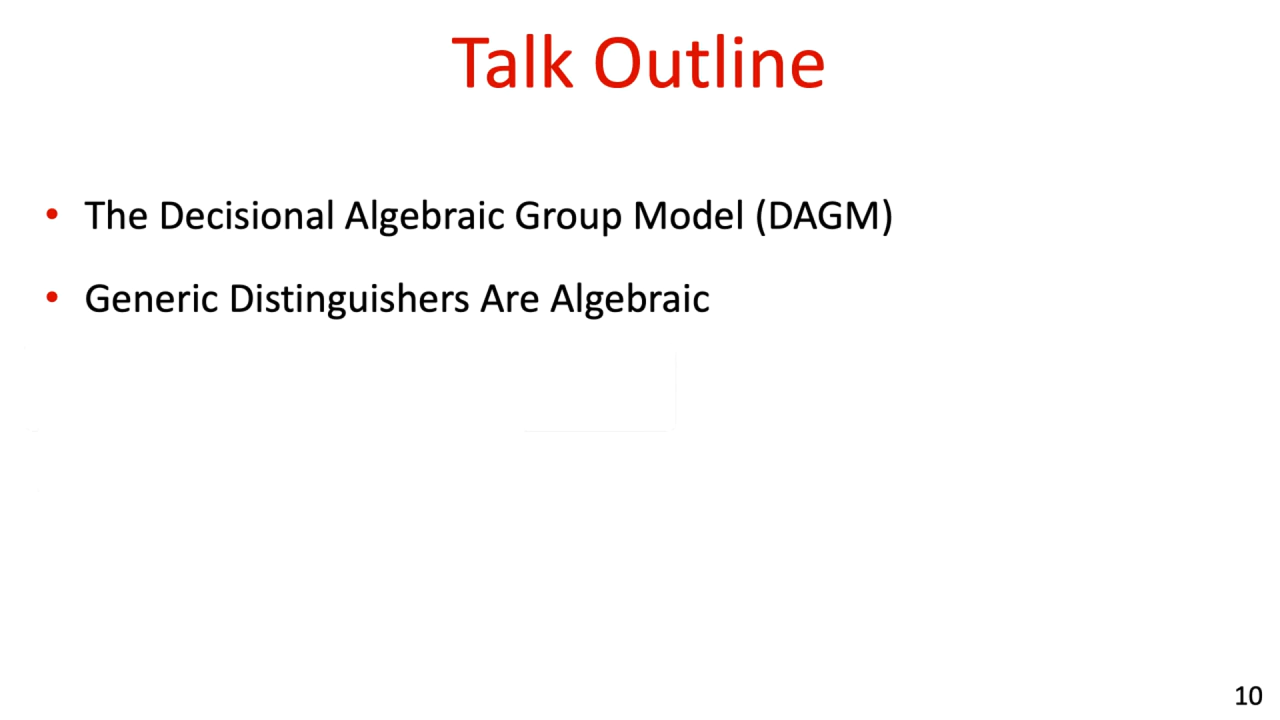 Talk Outline
• The Decisional Algebraic Group Model (DAGM)
• Generic Distinguishers Are Algebraic
10